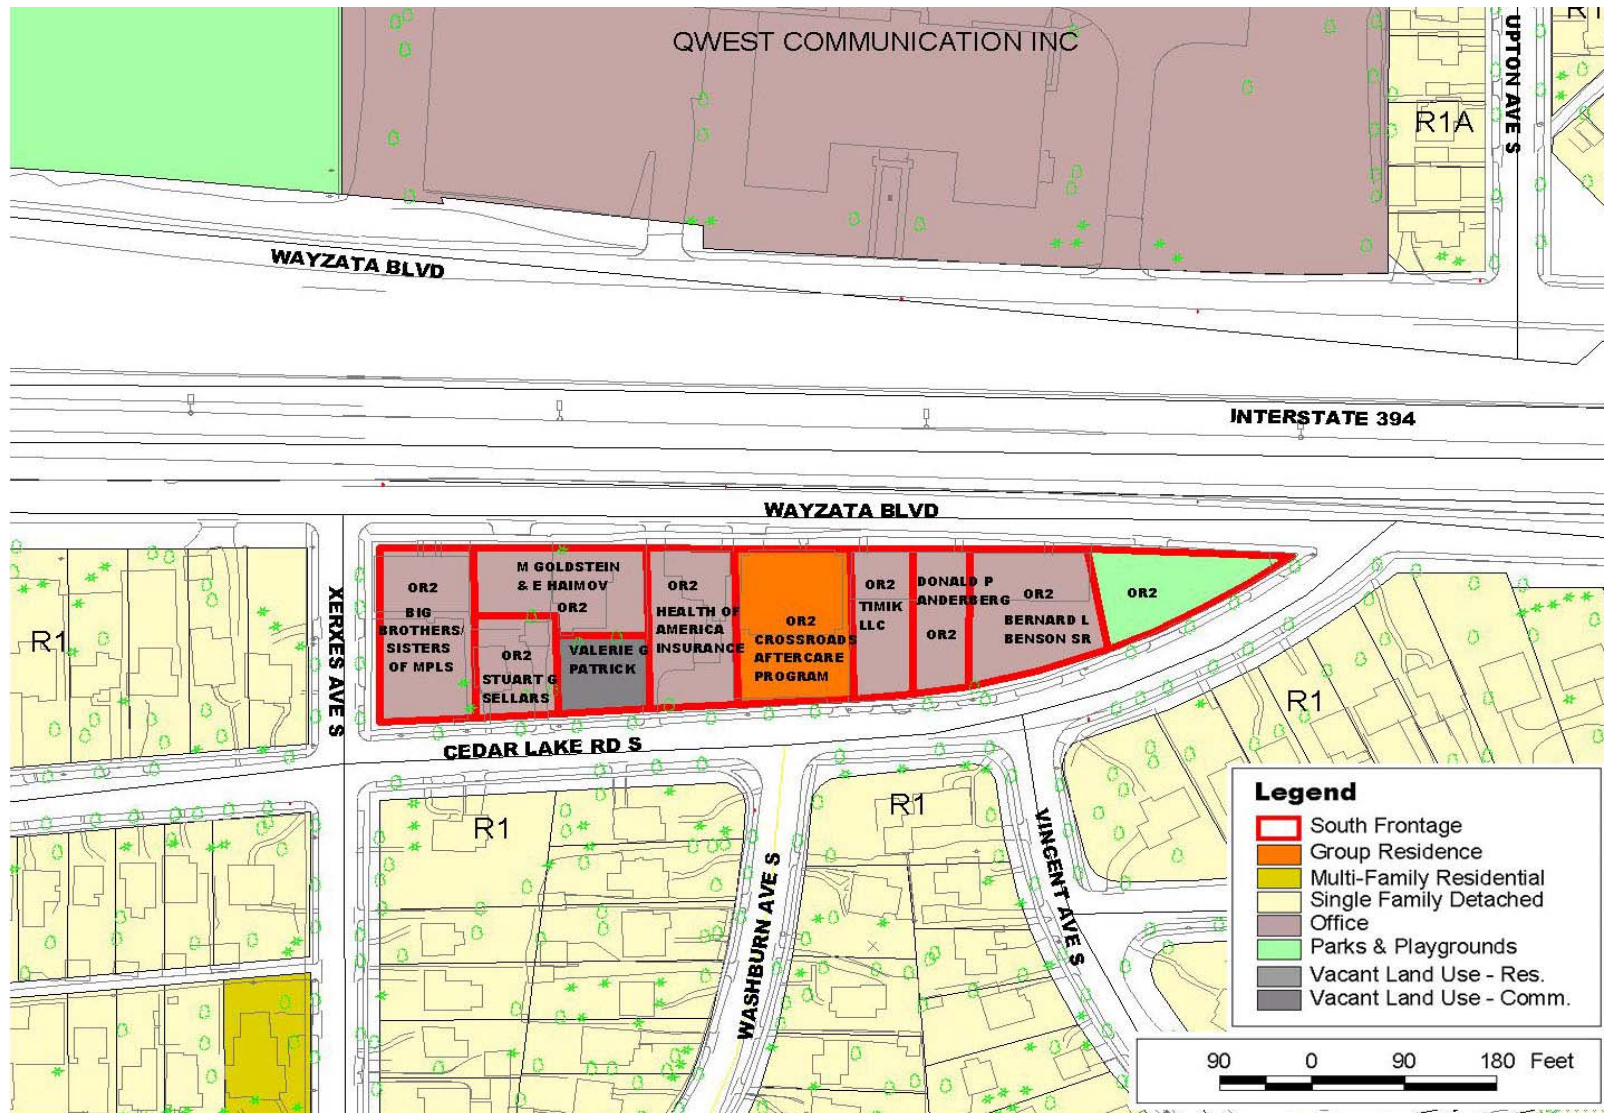 QWEST COMMUNICATION INC
R1
UPTON AVE S
R1A
WAYZATA BLVD
INTERSTATE 394
WAYZATA BLVD
XERXES AVE S
R1
OR2
BIG
BROTHERS/
SISTERS
OF MPLS
M GOLDSTEIN
& E HAIMOV
OR2
OR2
STUART G
SELLARS
VALERIE G
PATRICK
OR2
HEALTH OF
AMERICA
INSURANCE
OR2
CROSSROADS
AFTERCARE
PROGRAM
OR2
TIMIK
LLC
DONALD P
ANDERBERG
OR2
OR2
BERNARD L
BENSON SR
OR2
CEDAR LAKE RD S
R1
R1
R1
WASHBURN AVE S
VINCENT AVE S
Legend
South Frontage
Group Residence
Multi-Family Residential
Single Family Detached
Office
Parks & Playgrounds
Vacant Land Use - Res.
Vacant Land Use - Comm.
90 0 90 180 Feet